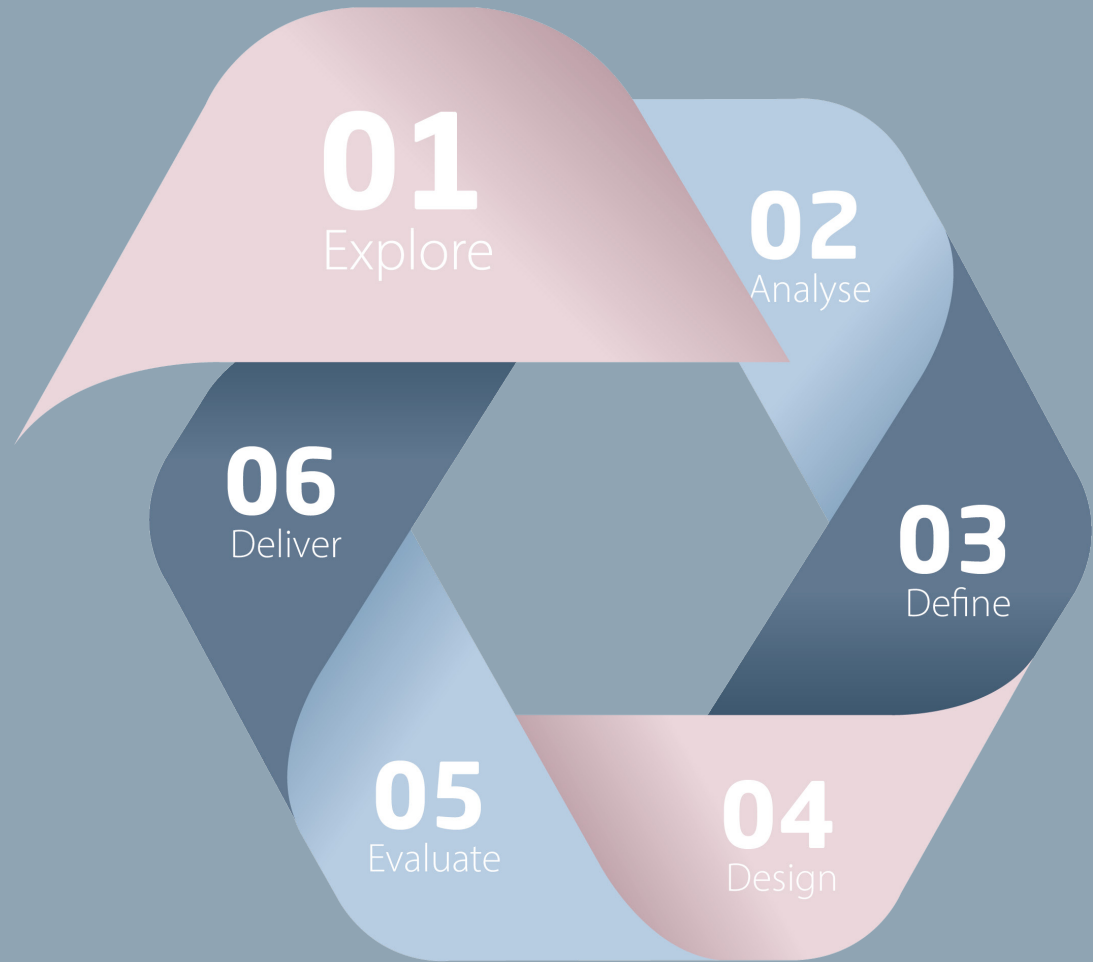 01
Explore
02
Analyse
03
Define
04
Design
05
Evaluate
06
Deliver